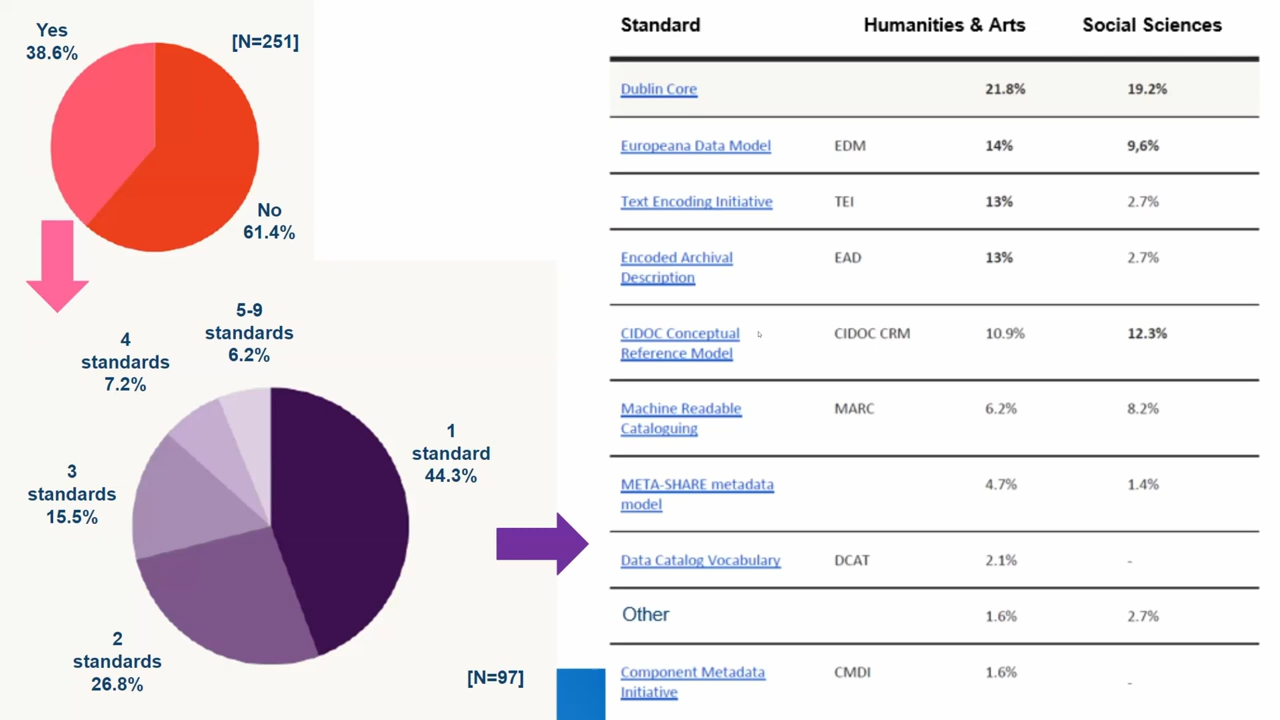 Yes
38.6%
[N=251]
No
61.4%
5-9
standards
6.2%
4
standards
7.2%
1
standard
44.3%
3
standards
15.5%
2
standards
26.8%
[N=97]
Standard Humanities & Arts Social Sciences
Dublin Core 21.8% 19.2%
Europeana Data Model EDM 14% 9,6%
Text Encoding Initiative TEI 13% 2.7%
Encoded Archival
Description EAD 13% 2.7%
CIDOC Conceptual
Reference Model CIDOC CRM 10.9% 12.3%
Machine Readable
Cataloguing MARC 6.2% 8.2%
META-SHARE metadata
model 4.7% 1.4%
Data Catalog Vocabulary DCAT 2.1% -
Other 1.6% 2.7%
Component Metadata
Initiative CMDI 1.6% -